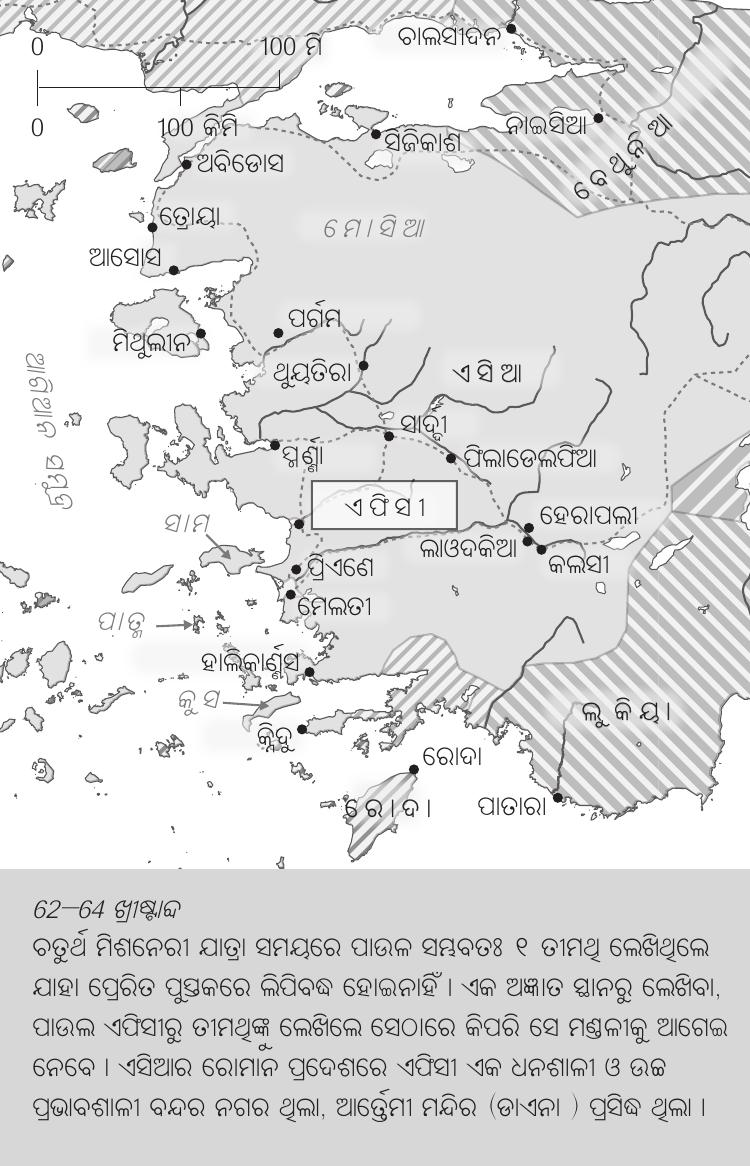 0 100 ମି
0 100 କିମି
ଚାଲସୀଦନ
ନାଇସିଆ
ସଜିକାଶ
ବେଥୁନିଆ
ଅବିଡୋସ
ତ୍ରୋୟା
ମୋସିଆ
ଆସୋସ
ପର୍ଗମ
ମିଥୁଲୀନ
ଥୁୟତିରା
ଏସିଆ
ସାର୍ଦ୍ଦୀ
ସ୍ମର୍ଣ୍ଣା
ଫିଲାଡେଲଫିଆ
ଏଫିସୀ
ହେରାପଲୀ
ସାମ
ଲାଓଦକିଆ
କଲସୀ
ପ୍ରିଏଣେ
ମେଲତୀ
ପାତ୍ମ
ହାଲିକାର୍ଣ୍ଣସ
କୁସ
ଲୁକିୟା
କ୍ନିଦୁ
ରୋଦା
ରୋଦା
ପାତାରା
62–64 ଖ୍ରୀଷ୍ଟାବ୍ଦ
ଚତୁର୍ଥ ମିଶନେରୀ ଯାତ୍ରା ସମୟରେ ପାଉଳ ସମ୍ଭବତଃ ୧ ତୀମଥି ଲେଖିଥିଲେ
ଯାହା ପ୍ରେରିତ ପୁସ୍ତକରେ ଲିପିବଦ୍ଧ ହୋଇନାହିଁ । ଏକ ଅଜ୍ଞାତ ସ୍ଥାନରୁ ଲେଖିବା,
ପାଉଲ ଏଫିସୀରୁ ତୀମଥିଙ୍କୁ ଲେଖିଲେ ସେଠାରେ କିପରି ସେ ମଣ୍ଡଳୀକୁ ଆଗେଇ
ନେବେ । ଏସିଆର ରୋମାନ ପ୍ରଦେଶରେ ଏଫିସୀ ଏକ ଧନଶାଳୀ ଓ ଉଚ୍ଚ
ପ୍ରଭାବଶାଳୀ ବନ୍ଦର ନଗର ଥିଲା, ଆର୍ତ୍ତେମୀ ମନ୍ଦିର (ଡାଏନା ) ପ୍ରସିଦ୍ଧ ଥିଲା ।